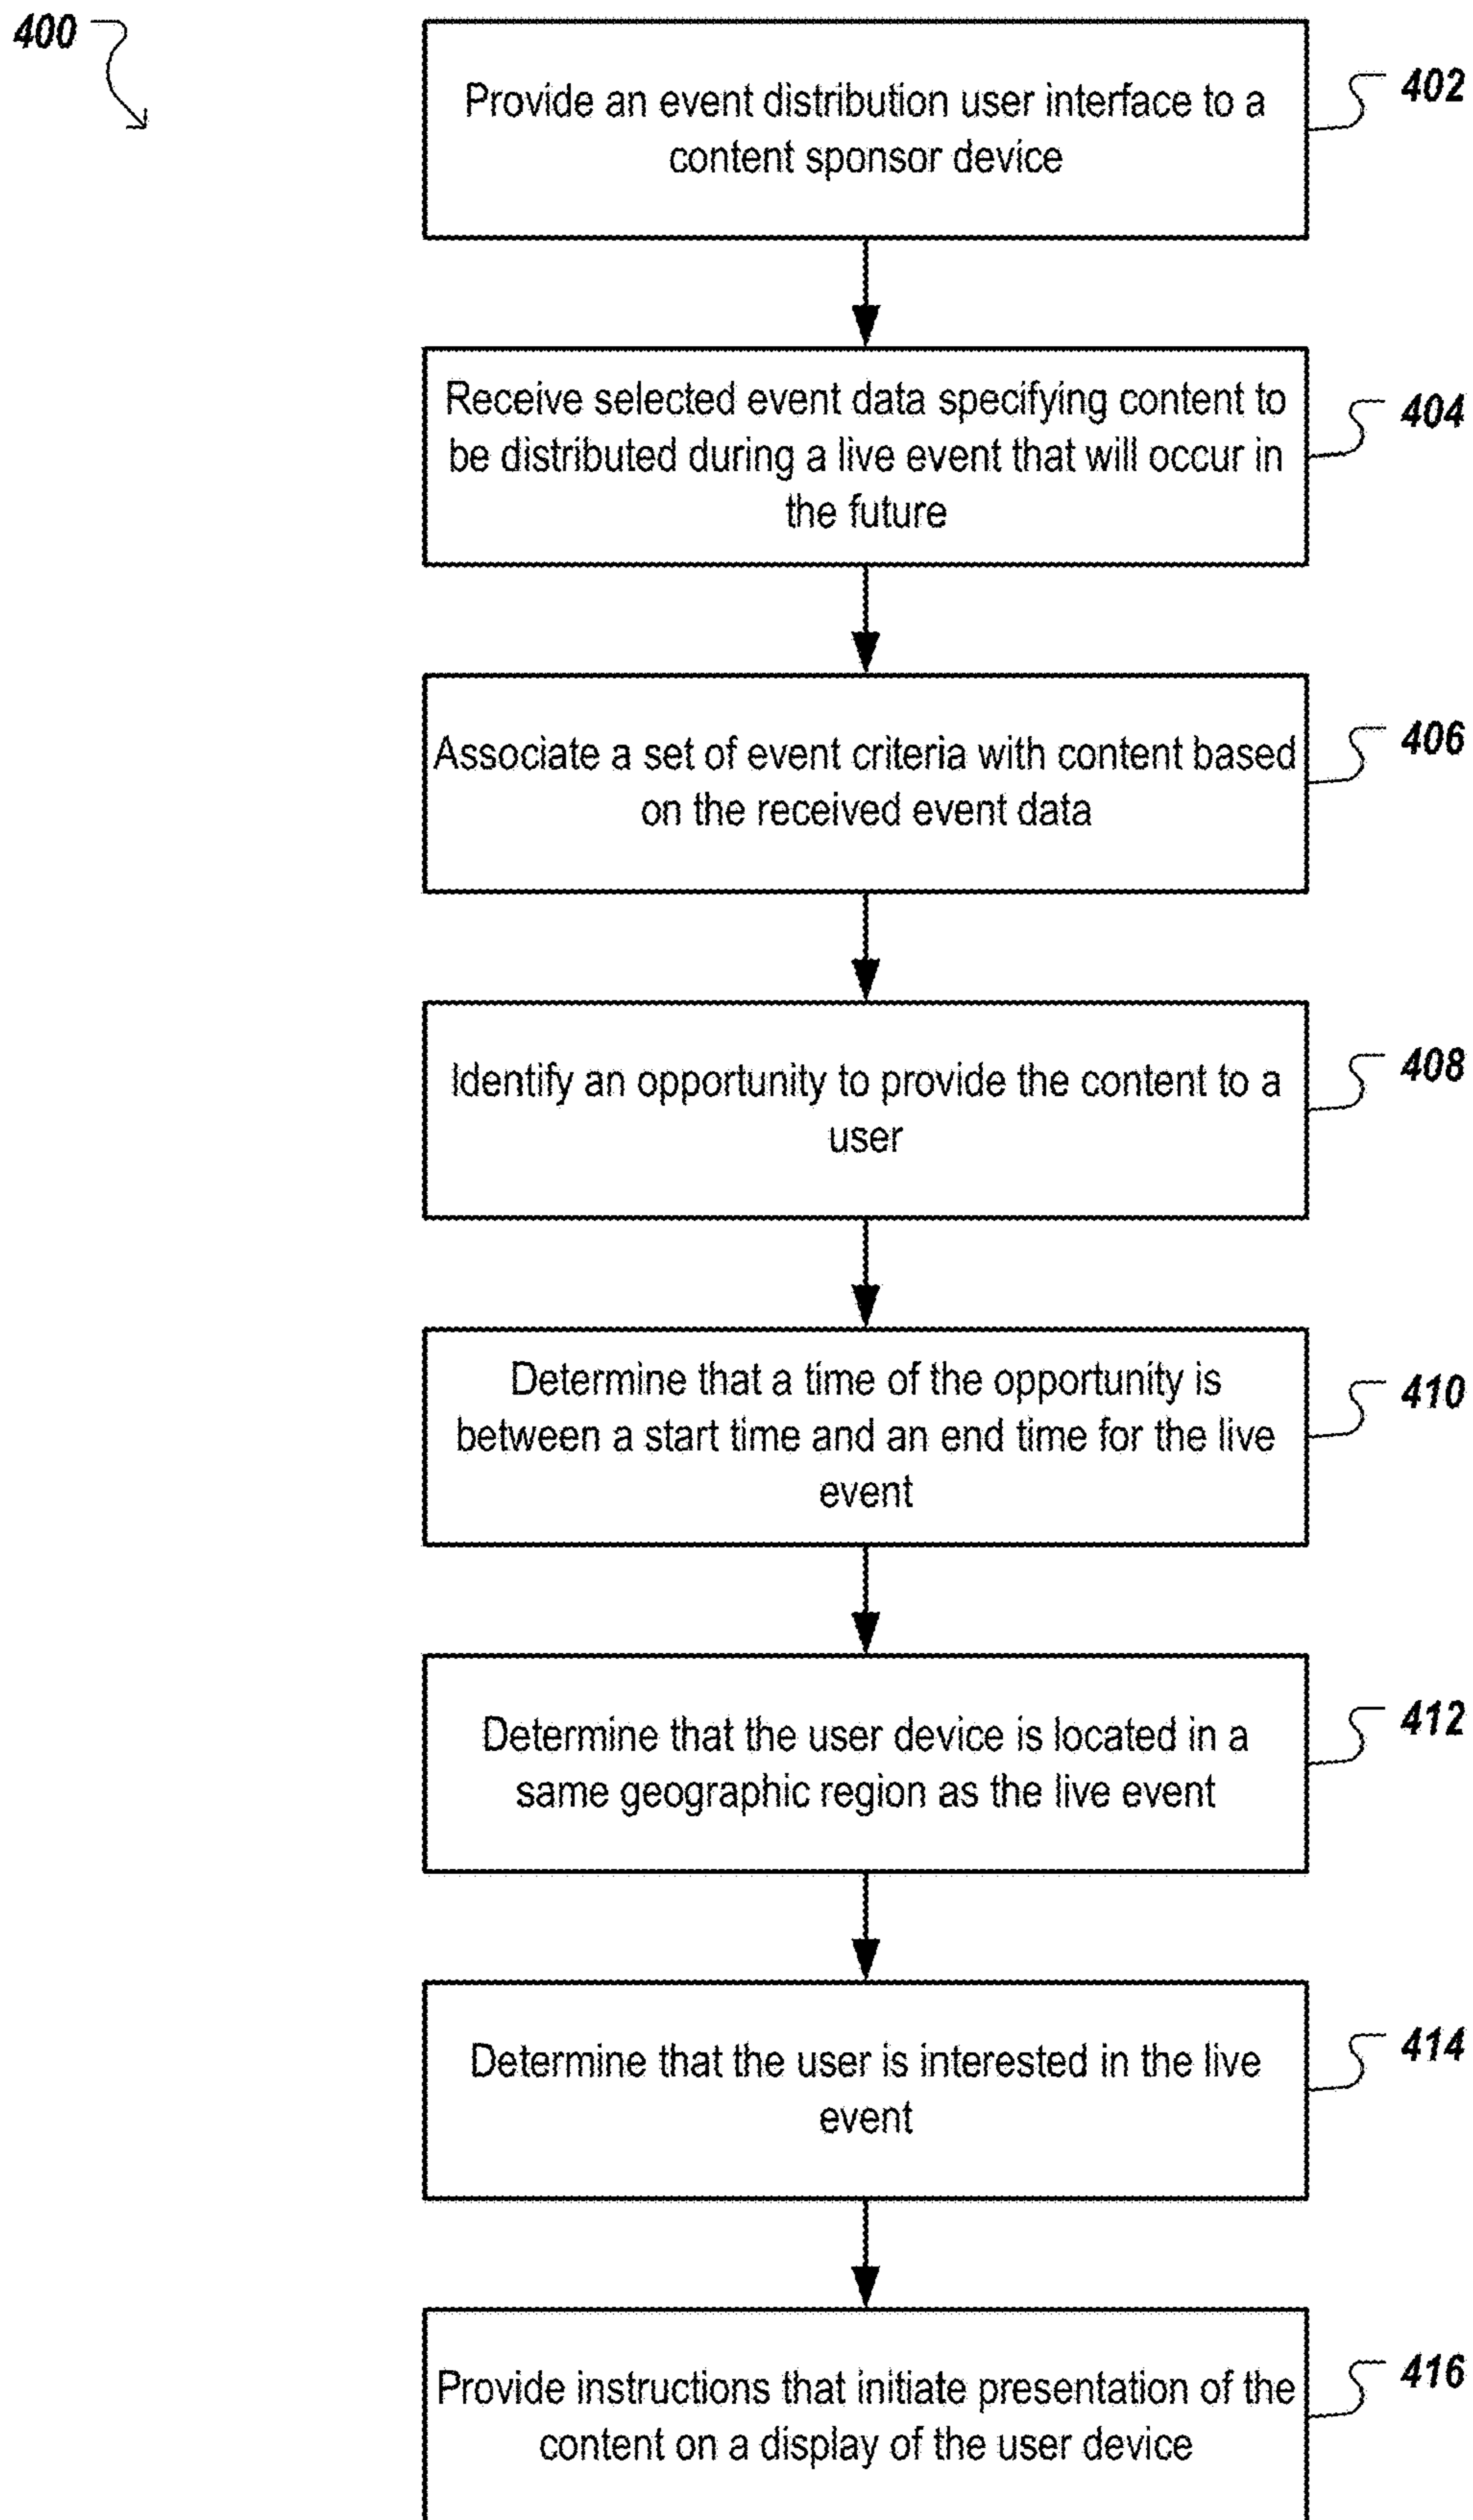 400
Provide an event distribution user interface to a
content sponsor device
402
Receive selected event data specifying content to
be distributed during a live event that will occur in
the future
404
Associate a set of event criteria with content based
on the received event data
406
Identify an opportunity to provide the content to a
user
408
Determine that a time of the opportunity is
between a start time and an end time for the live
event
410
Determine that the user device is located in a
same geographic region as the live event
412
Determine that the user is interested in the live
event
414
Provide instructions that initiate presentation of the
content on a display of the user device
416